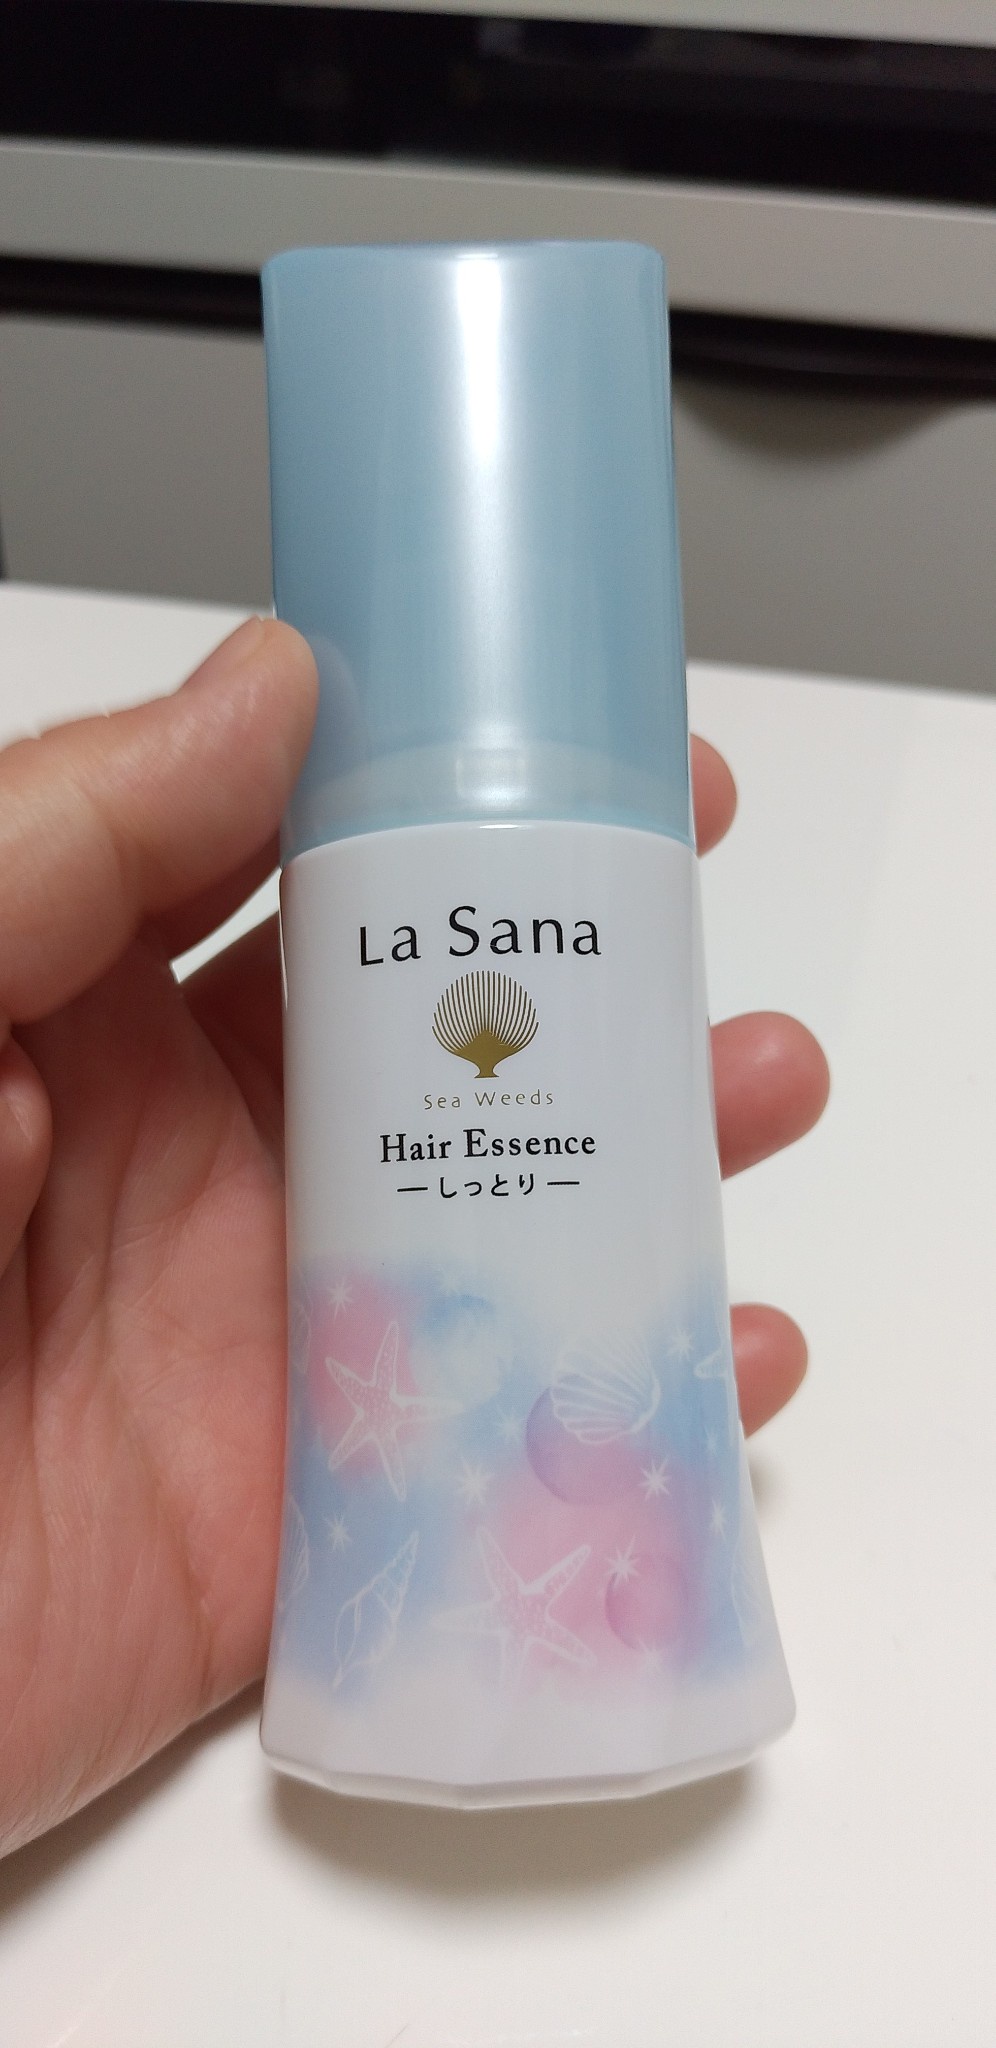 La Sana
Sea Weeds
Hair Essence
—しっとり—